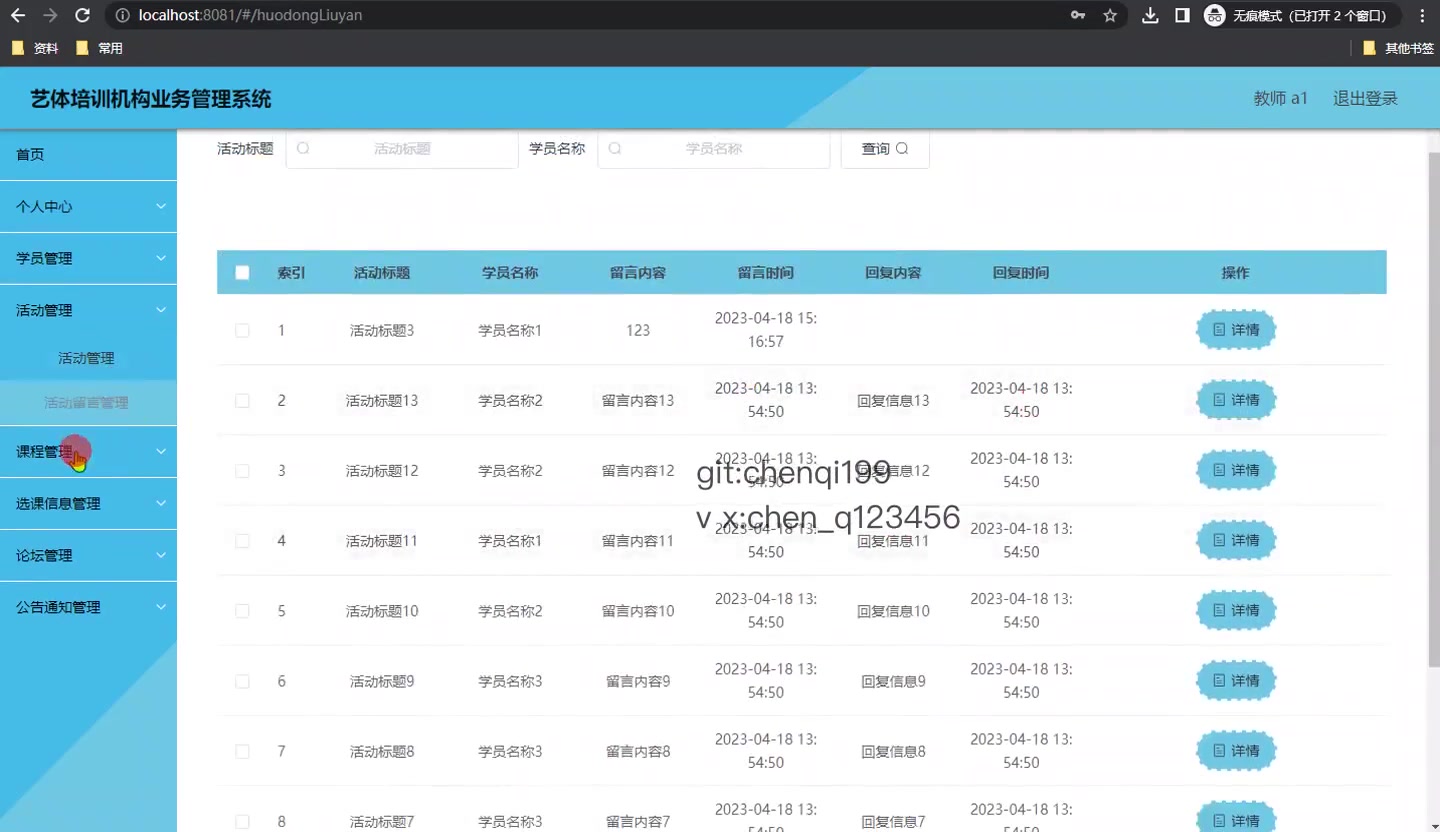 localhost:8081/#/huodongLiuyan
无痕模式（已打开 2 个窗口）
资料 常用 其他书签
艺体培训机构业务管理系统 教师 a1 退出登录
首页
个人中心
学员管理
活动管理
活动管理
活动留言管理
课程管理
选课信息管理
论坛管理
公告通知管理
活动标题 活动标题 学员名称 学员名称 查询
索引 活动标题 学员名称 留言内容 留言时间 回复内容 回复时间 操作
1 活动标题3 学员名称1 123 2023-04-18 15:16:57 详情
2 活动标题13 学员名称2 留言内容13 2023-04-18 13:54:50 回复信息13 2023-04-18 13:54:50 详情
3 活动标题12 学员名称2 留言内容12 2023-04-18 13:54:50 回复信息12 2023-04-18 13:54:50 详情
git:chenqi199
v x:chen_q123456
4 活动标题11 学员名称1 留言内容11 2023-04-18 13:54:50 回复信息11 2023-04-18 13:54:50 详情
5 活动标题10 学员名称2 留言内容10 2023-04-18 13:54:50 回复信息10 2023-04-18 13:54:50 详情
6 活动标题9 学员名称3 留言内容9 2023-04-18 13:54:50 回复信息9 2023-04-18 13:54:50 详情
7 活动标题8 学员名称3 留言内容8 2023-04-18 13:54:50 回复信息8 2023-04-18 13:54:50 详情
8 活动标题7 学员名称3 留言内容7 2023-04-18 13: 回复信息7 2023-04-18 13: 详情